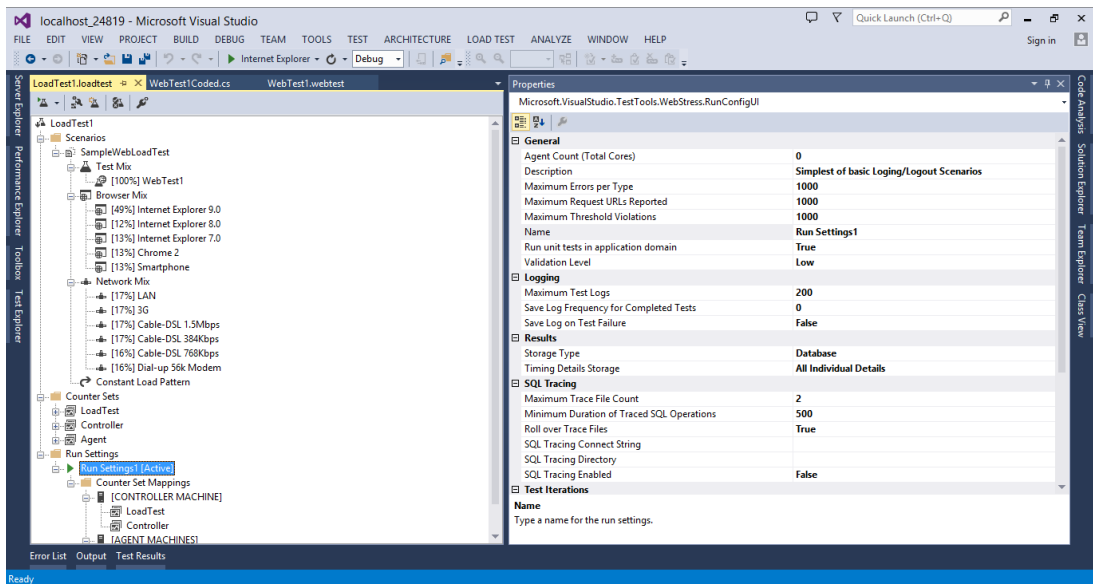 localhost_24819 - Microsoft Visual Studio
Quick Launch (Ctrl+Q)
FILE EDIT VIEW PROJECT BUILD DEBUG TEAM TOOLS TEST ARCHITECTURE LOAD TEST ANALYZE WINDOW HELP
Sign in
Internet Explorer
Debug
Server Explorer
Performance Explorer
Toolbox
Test Explorer
LoadTest1.loadtest WebTest1Coded.cs WebTest1.webtest
LoadTest1
Scenarios
SampleWebLoadTest
Test Mix
[100%] WebTest1
Browser Mix
[49%] Internet Explorer 9.0
[12%] Internet Explorer 8.0
[13%] Internet Explorer 7.0
[13%] Chrome 2
[13%] Smartphone
Network Mix
[17%] LAN
[17%] 3G
[17%] Cable-DSL 1.5Mbps
[17%] Cable-DSL 384Kbps
[16%] Cable-DSL 768Kbps
[16%] Dial-up 56k Modem
Constant Load Pattern
Counter Sets
LoadTest
Controller
Agent
Run Settings
Run Settings1 [Active]
Counter Set Mappings
[CONTROLLER MACHINE]
LoadTest
Controller
[AGENT MACHINES]
Properties
Microsoft.VisualStudio.TestTools.WebStress.RunConfigUI
General
Agent Count (Total Cores) 0
Description Simplest of basic Loging/Logout Scenarios
Maximum Errors per Type 1000
Maximum Request URLs Reported 1000
Maximum Threshold Violations 1000
Name Run Settings1
Run unit tests in application domain True
Validation Level Low
Logging
Maximum Test Logs 200
Save Log Frequency for Completed Tests 0
Save Log on Test Failure False
Results
Storage Type Database
Timing Details Storage All Individual Details
SQL Tracing
Maximum Trace File Count 2
Minimum Duration of Traced SQL Operations 500
Roll over Trace Files True
SQL Tracing Connect String
SQL Tracing Directory
SQL Tracing Enabled False
Test Iterations
Name
Type a name for the run settings.
Code Analysis
Solution Explorer
Team Explorer
Class View
Error List Output Test Results
Ready